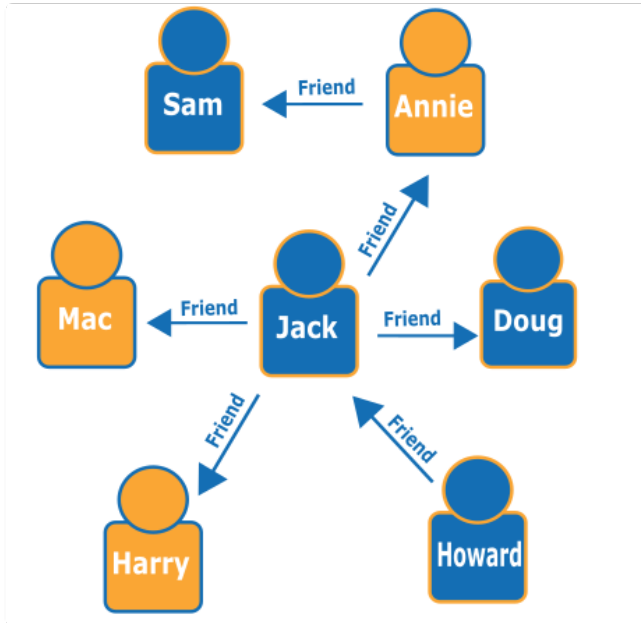 Sam
Friend
Annie
Friend
Mac
Friend
Jack
Friend
Doug
Friend
Friend
Harry
Howard